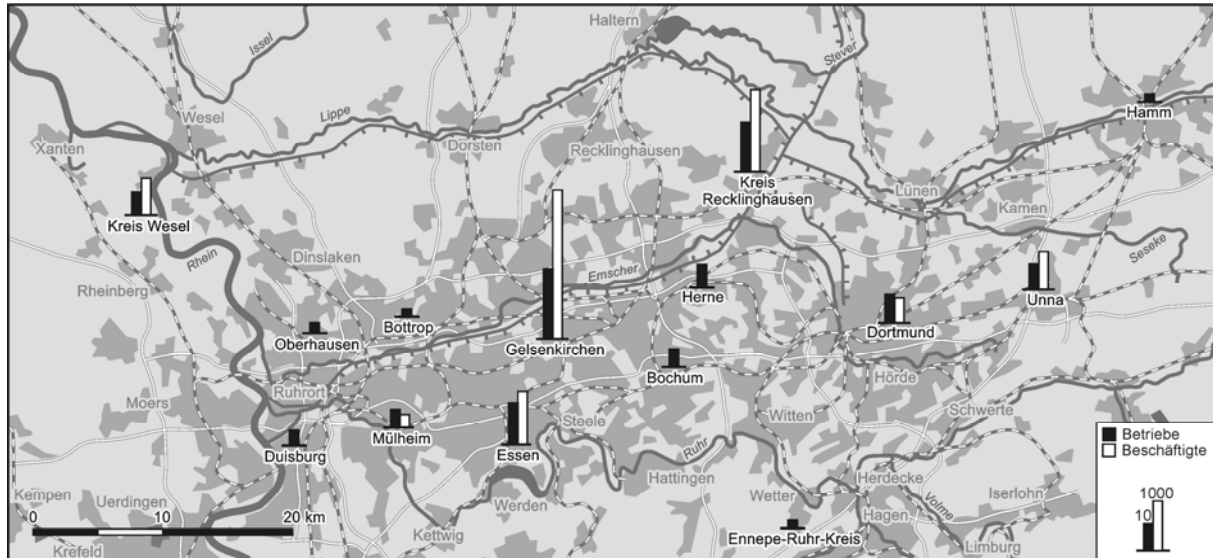 Haltern
Issel
Stever
Lippe
Wesel
Hamm
Xanten
Dorsten
Recklinghausen
Kreis
Recklinghausen
Lünen
Kamen
Kreis Wesel
Rhein
Dinslaken
Emscher
Seseke
Rheinberg
Herne
Unna
Bottrop
Oberhausen
Dortmund
Gelsenkirchen
Bochum
Hörde
Ruhrort
Moers
Mülheim
Steele
Witten
Schwerte
Duisburg
Essen
Ruhr
Betriebe
Beschäftigte
Kempen
Uerdingen
Werden
Hattingen
Wetter
Herdecke
Volme
Iserlohn
1000
10
0 10 20 km
Kettwig
Hagen
Ennepe-Ruhr-Kreis
Krefeld
Limburg